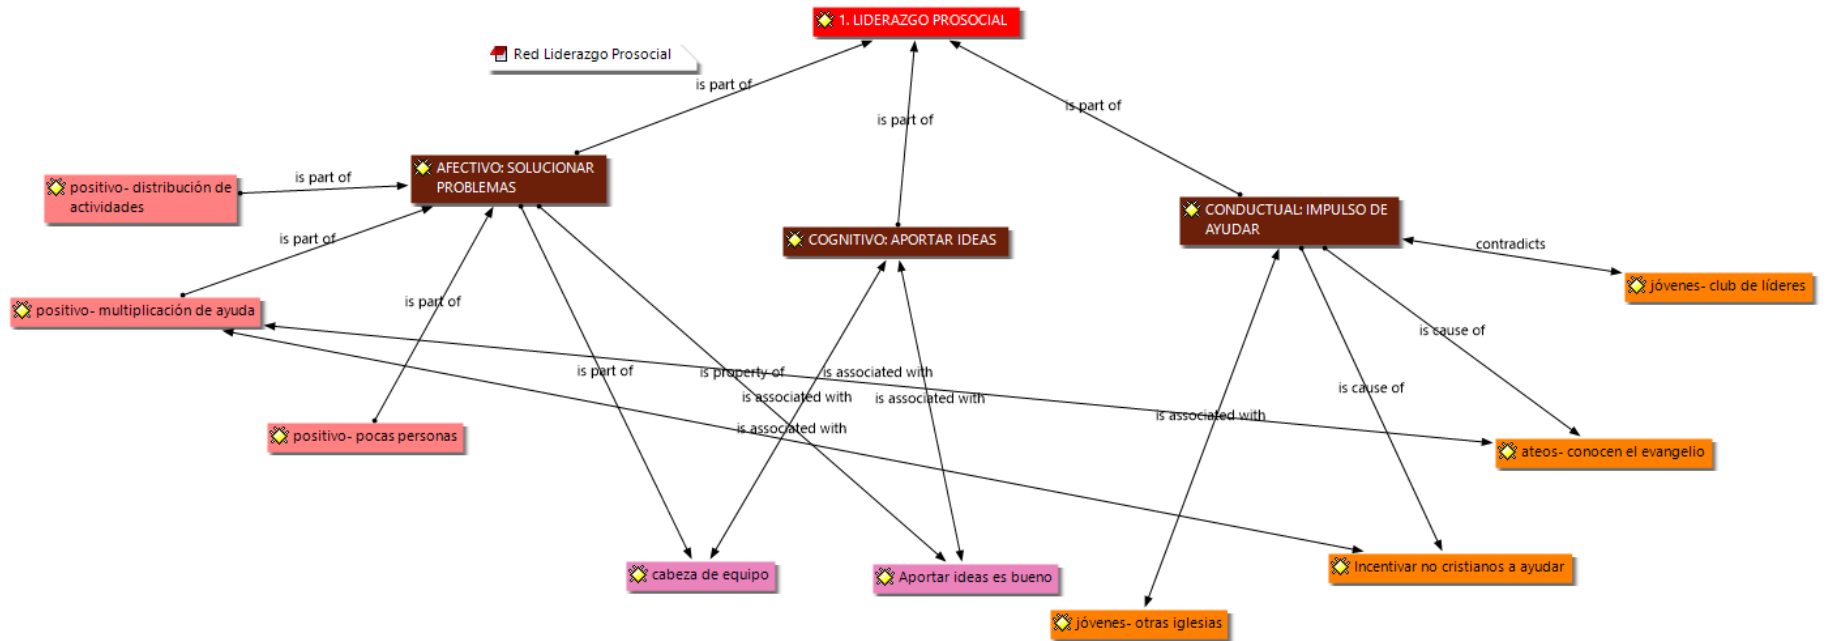 1. LIDERAZGO PROSOCIAL
Red Liderazgo Prosocial
is part of
is part of
is part of
AFECTIVO: SOLUCIONAR
PROBLEMAS
is part of
positivo- distribución de
actividades
CONDUCTUAL: IMPULSO DE
AYUDAR
is part of
COGNITIVO: APORTAR IDEAS
contradicts
jóvenes- club de líderes
is part of
positivo- multiplicación de ayuda
is cause of
is part of
is property of
is associated with
is cause of
is associated with
is associated with
is associated with
is associated with
positivo- pocas personas
ateos- conocen el evangelio
cabeza de equipo
Aportar ideas es bueno
Incentivar no cristianos a ayudar
jóvenes- otras iglesias